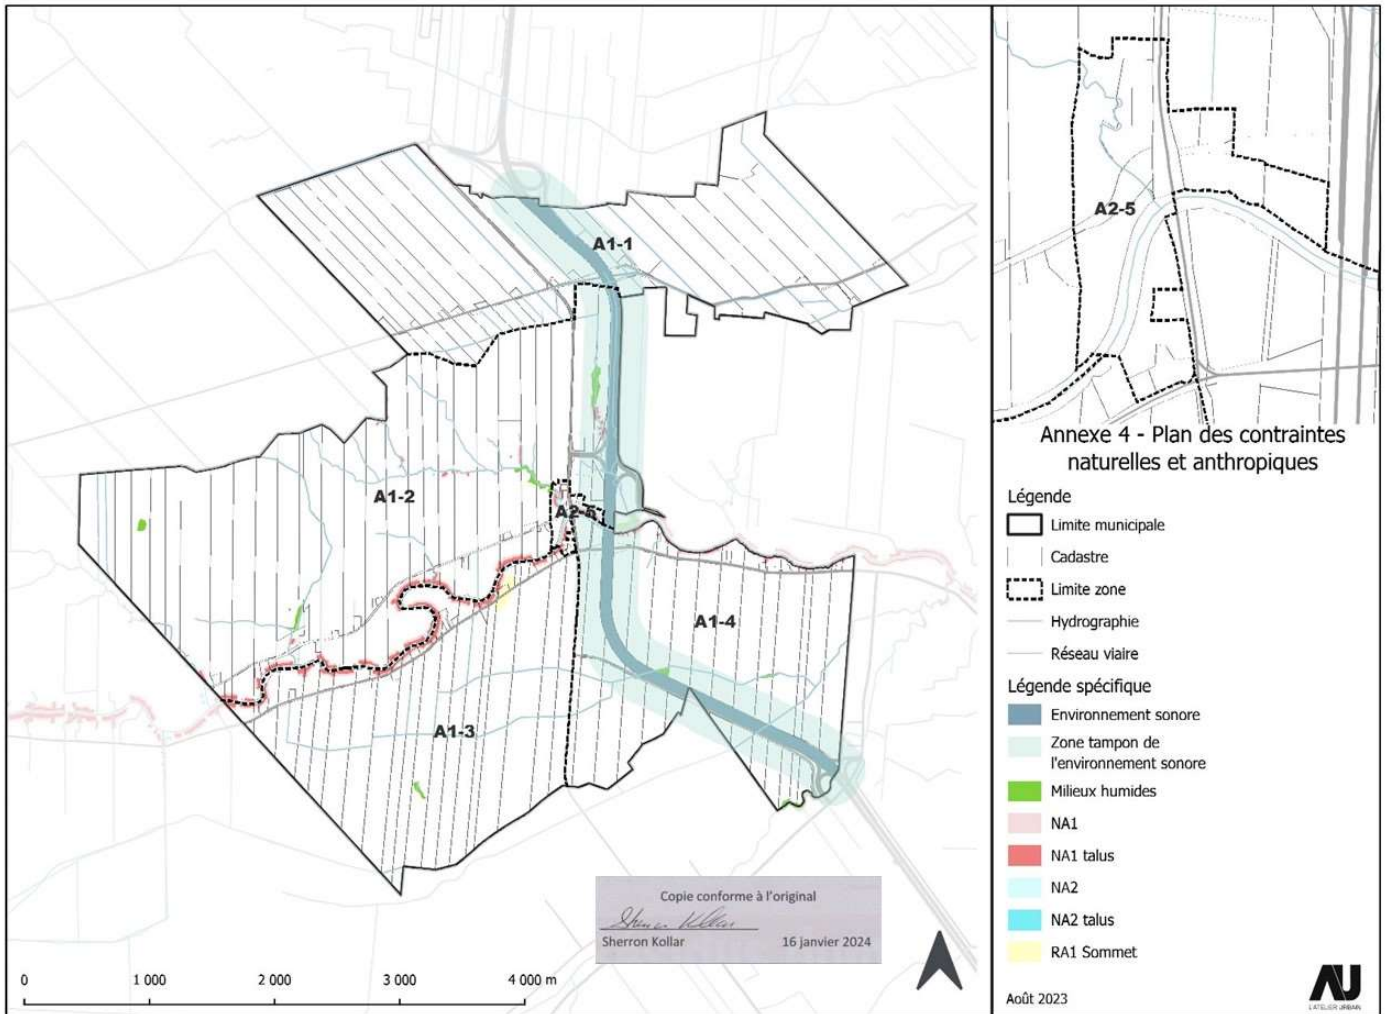 A1-1
A1-2
A2-5
A1-4
A1-3
Copie conforme à l'original
Sherron Kollar
16 janvier 2024
0 1 000 2 000 3 000 4 000 m
A2-5
Annexe 4 - Plan des contraintes
naturelles et anthropiques
Légende
Limite municipale
Cadastre
Limite zone
Hydrographie
Réseau viaire
Légende spécifique
Environnement sonore
Zone tampon de
l'environnement sonore
Milieux humides
NA1
NA1 talus
NA2
NA2 talus
RA1 Sommet
Août 2023
AU
L'ATELIER URBAIN